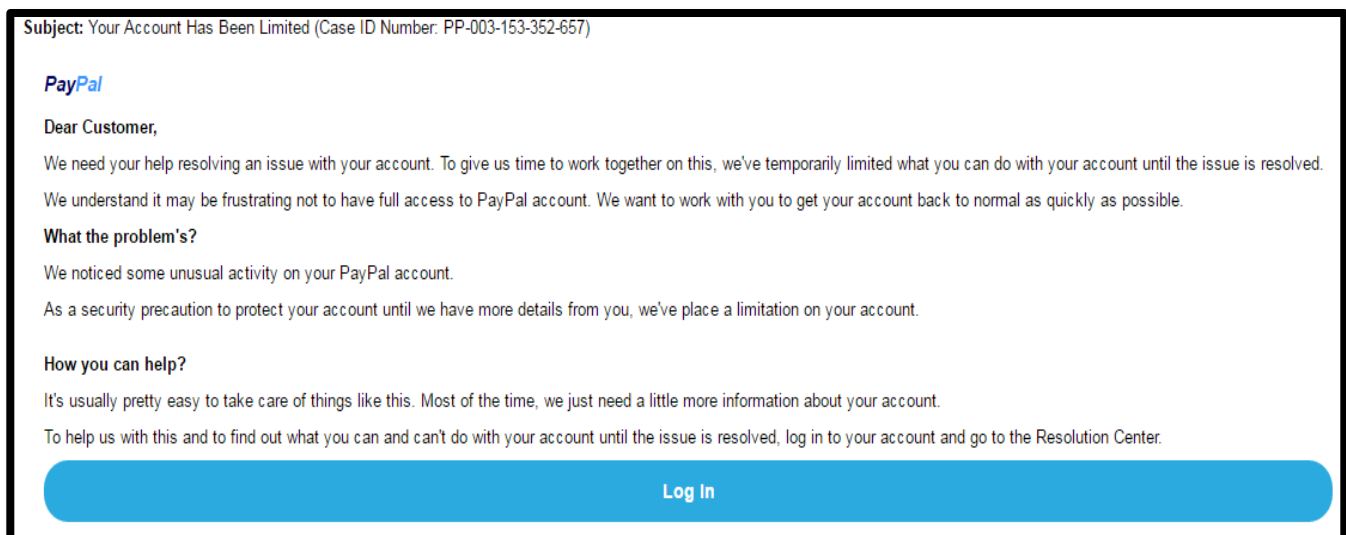 Subject: Your Account Has Been Limited (Case ID Number: PP-003-153-352-657)
PayPal
Dear Customer,
We need your help resolving an issue with your account. To give us time to work together on this, we've temporarily limited what you can do with your account until the issue is resolved.
We understand it may be frustrating not to have full access to PayPal account. We want to work with you to get your account back to normal as quickly as possible.
What the problem's?
We noticed some unusual activity on your PayPal account.
As a security precaution to protect your account until we have more details from you, we've place a limitation on your account.
How you can help?
It's usually pretty easy to take care of things like this. Most of the time, we just need a little more information about your account.
To help us with this and to find out what you can and can't do with your account until the issue is resolved, log in to your account and go to the Resolution Center.
Log In